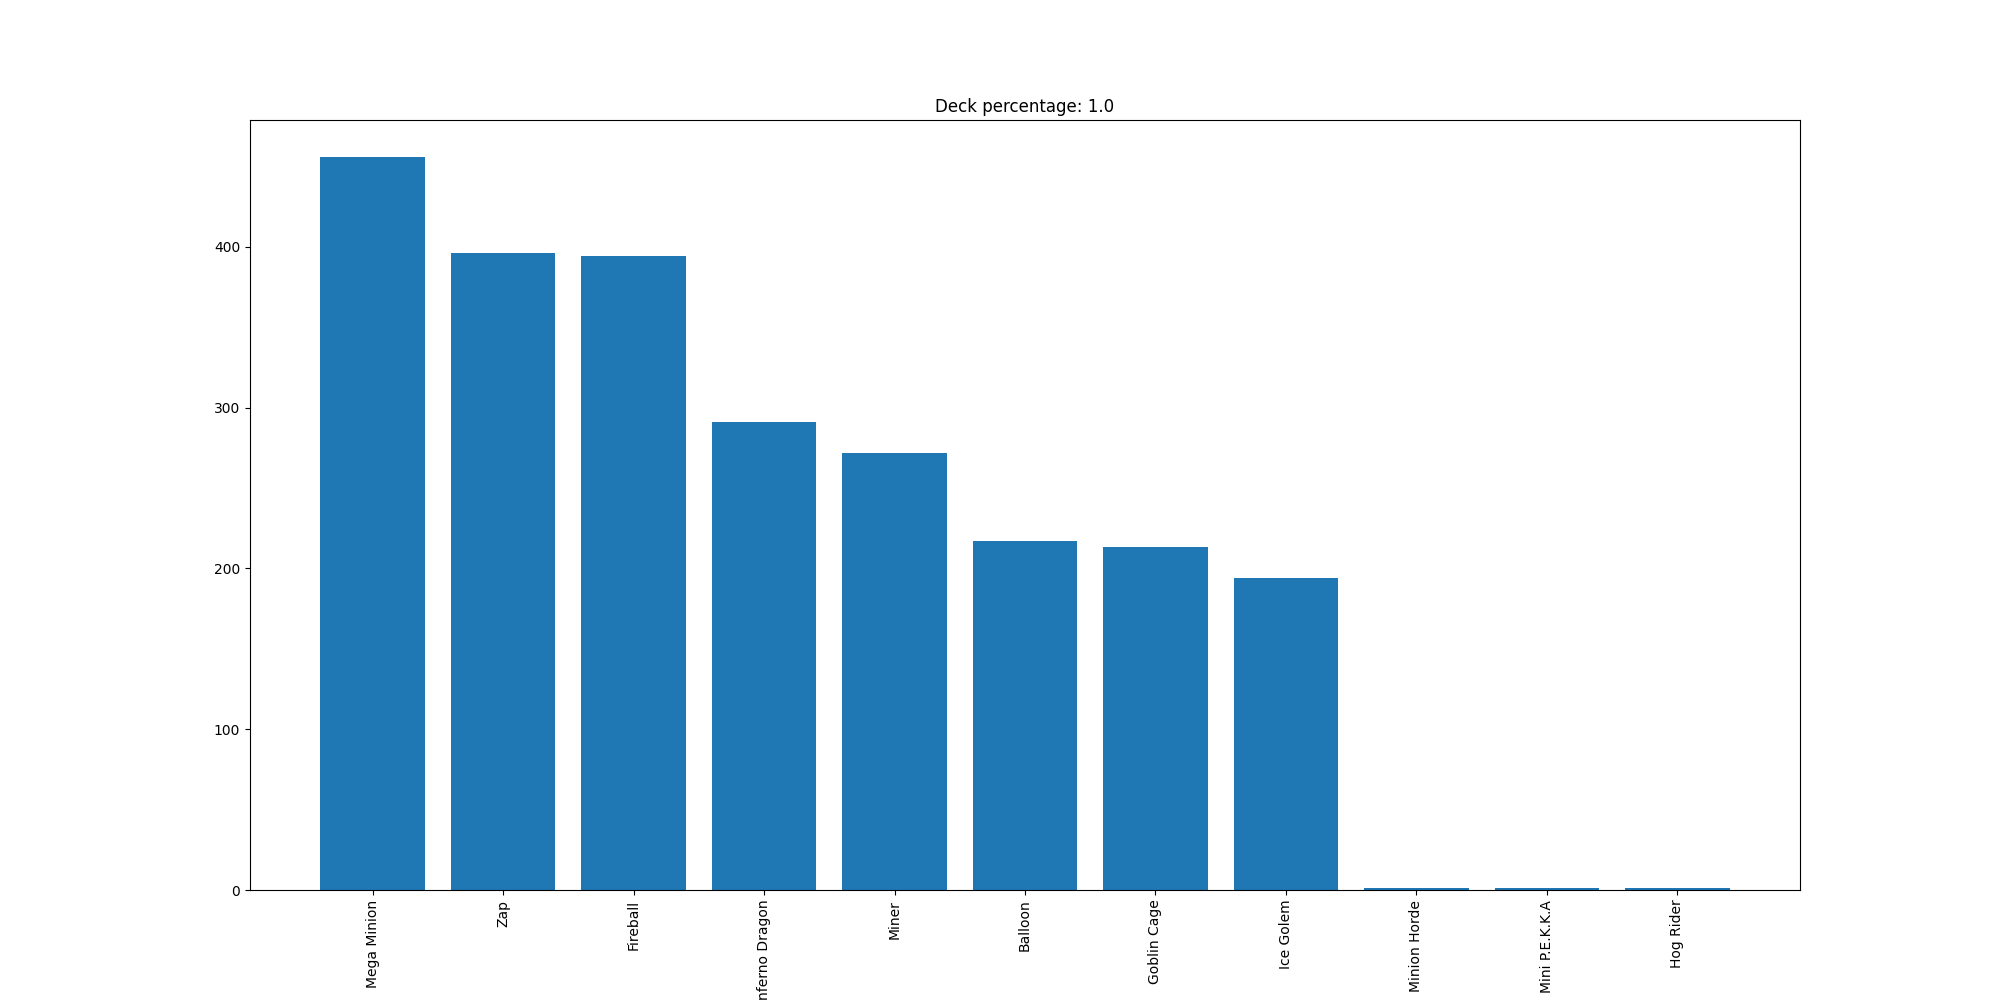 Deck percentage: 1.0
400
300
200
100
0
Mega Minion
Zap
Fireball
nferno Dragon
Miner
Balloon
Goblin Cage
Ice Golem
Minion Horde
Mini P.E.K.K.A
Hog Rider